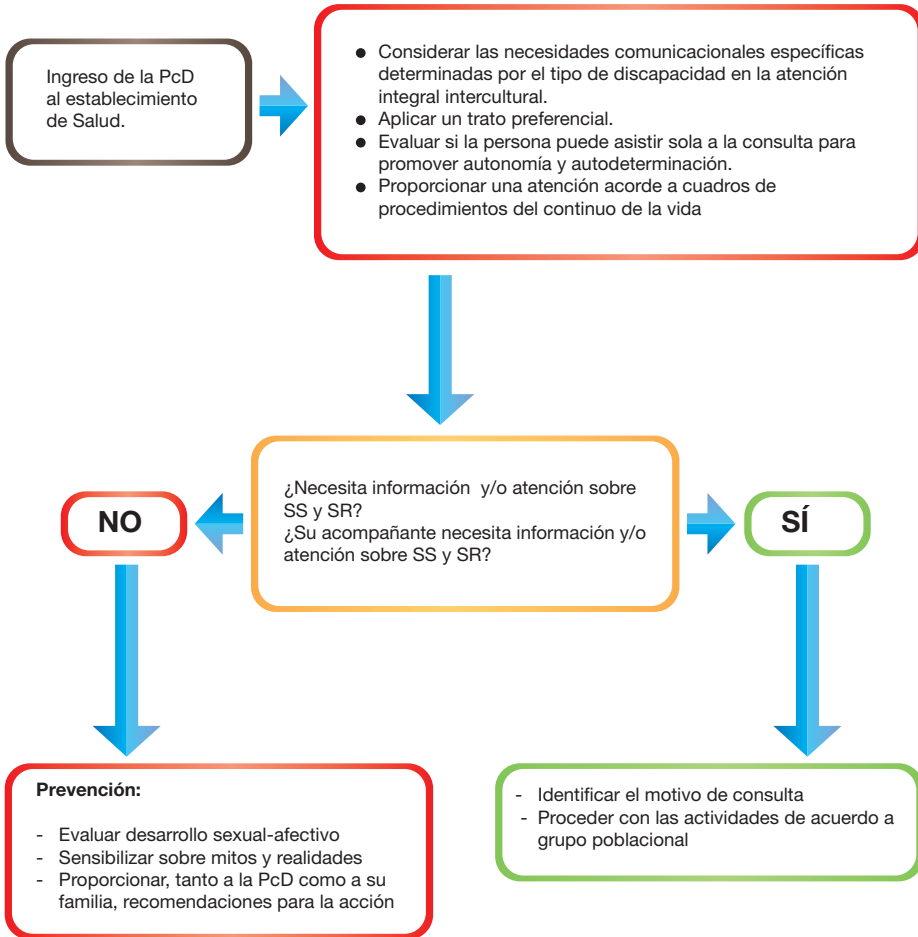 Ingreso de la PcD
al establecimiento
de Salud.
● Considerar las necesidades comunicacionales específicas
determinadas por el tipo de discapacidad en la atención
integral intercultural.
● Aplicar un trato preferencial.
● Evaluar si la persona puede asistir sola a la consulta para
promover autonomía y autodeterminación.
● Proporcionar una atención acorde a cuadros de
procedimientos del continuo de la vida
¿Necesita información y/o atención sobre
SS y SR?
¿Su acompañante necesita información y/o
atención sobre SS y SR?
NO
SÍ
Prevención:
- Evaluar desarrollo sexual-afectivo
- Sensibilizar sobre mitos y realidades
- Proporcionar, tanto a la PcD como a su
familia, recomendaciones para la acción
- Identificar el motivo de consulta
- Proceder con las actividades de acuerdo a
grupo poblacional